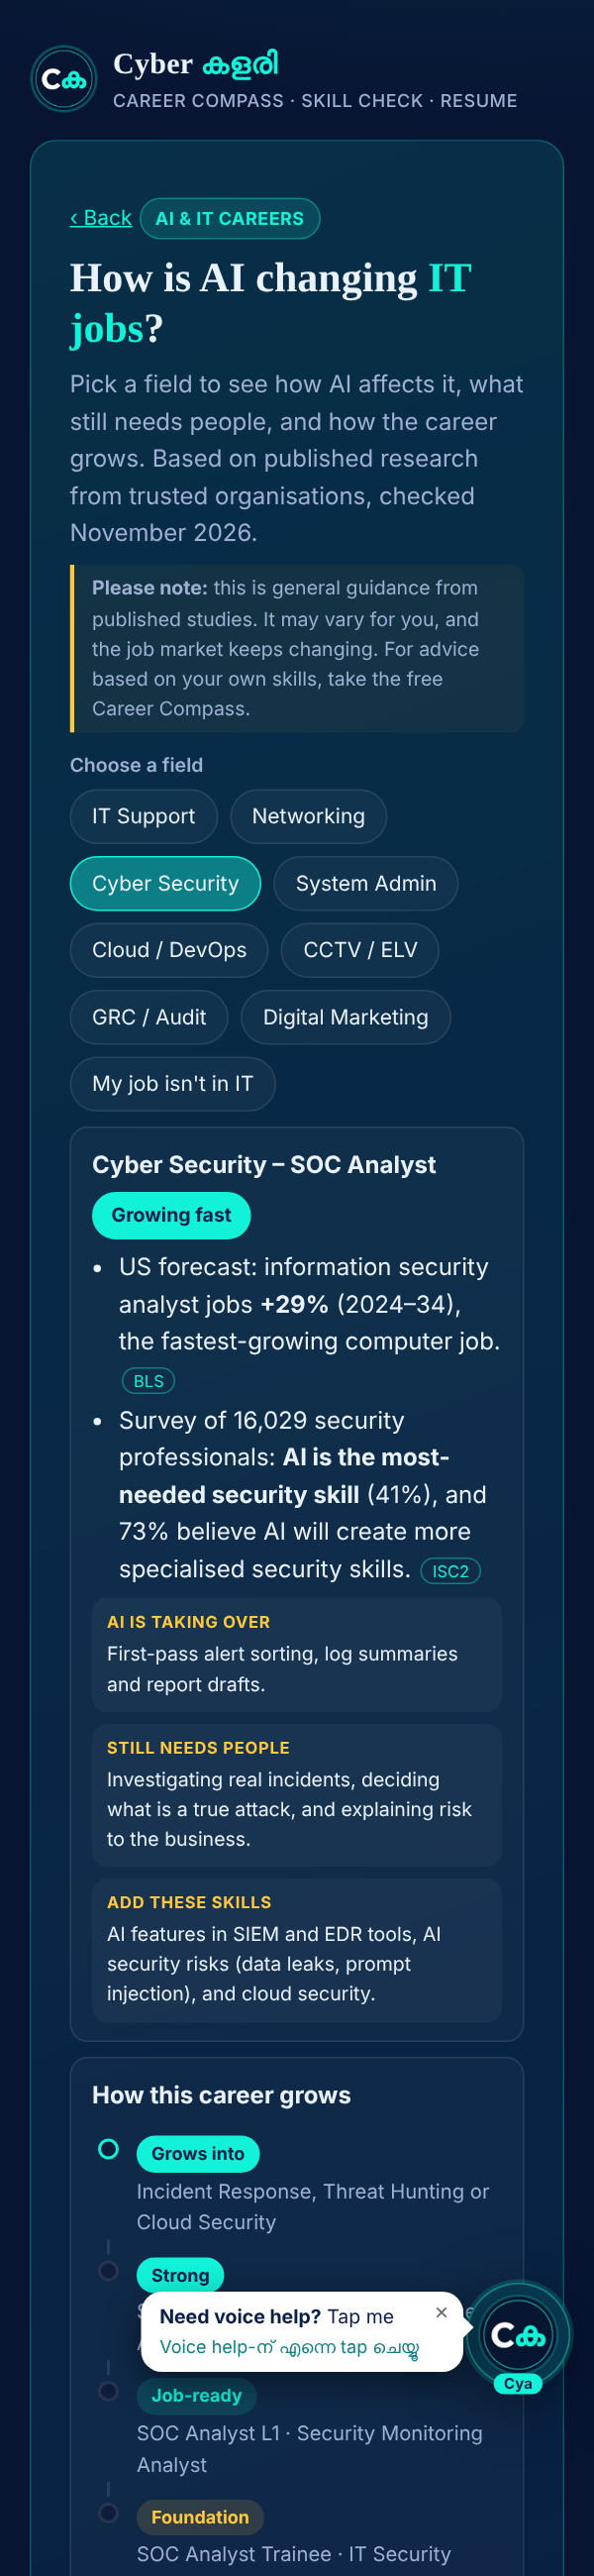 Cക
Cyber കളരി
CAREER COMPASS · SKILL CHECK · RESUME
‹ Back
AI & IT CAREERS
How is AI changing IT
jobs?
Pick a field to see how AI affects it, what
still needs people, and how the career
grows. Based on published research
from trusted organisations, checked
November 2026.
Please note: this is general guidance from
published studies. It may vary for you, and
the job market keeps changing. For advice
based on your own skills, take the free
Career Compass.
Choose a field
IT Support
Networking
Cyber Security
System Admin
Cloud / DevOps
CCTV / ELV
GRC / Audit
Digital Marketing
My job isn't in IT
Cyber Security – SOC Analyst
Growing fast
• US forecast: information security
analyst jobs +29% (2024–34),
the fastest-growing computer job.
BLS
• Survey of 16,029 security
professionals: AI is the most-
needed security skill (41%), and
73% believe AI will create more
specialised security skills. ISC2
AI IS TAKING OVER
First-pass alert sorting, log summaries
and report drafts.
STILL NEEDS PEOPLE
Investigating real incidents, deciding
what is a true attack, and explaining risk
to the business.
ADD THESE SKILLS
AI features in SIEM and EDR tools, AI
security risks (data leaks, prompt
injection), and cloud security.
How this career grows
Grows into
Incident Response, Threat Hunting or
Cloud Security
Strong
Need voice help? Tap me ×
Voice help-ന് എന്നെ tap ചെയ്യൂ
Cക
Cya
Job-ready
SOC Analyst L1 · Security Monitoring
Analyst
Foundation
SOC Analyst Trainee · IT Security